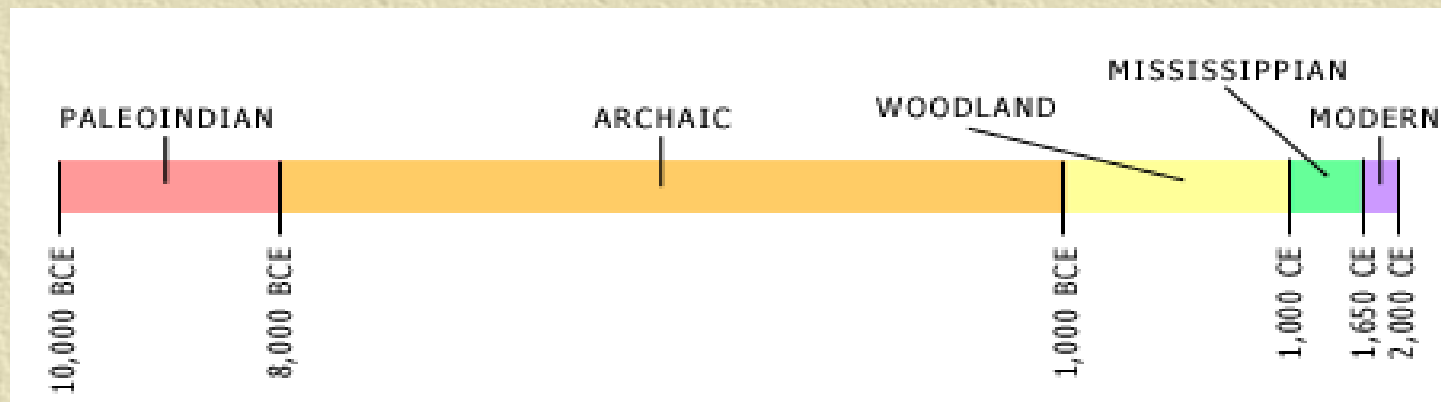 MISSISSIPPIAN
PALEOINDIAN ARCHAIC WOODLAND MODERN
10,000 BCE
8,000 BCE
1,000 BCE
1,000 CE
1,650 CE
2,000 CE